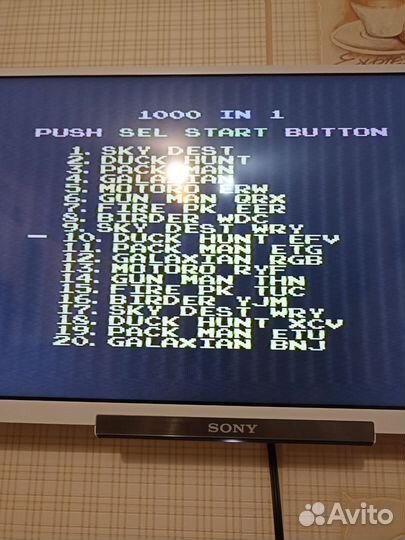 1000 IN 1
PUSH SEL START BUTTON
1. SKY DEST
2. DUCK HUNT
3. PACK MAN
4. GALAXIAN
5. MOTORO ERW
6. GUN MAN QRX
7. FIRE PK EER
8. BIRDER WDC
9. SKY DEST WRY
10. DUCK HUNT EFV
11. PACK MAN ETG
12. GALAXIAN RGB
13. MOTORO RYF
14. GUN MAN THN
15. FIRE PK TUC
16. BIRDER YJM
17. SKY DEST WRY
18. DUCK HUNT XCV
19. PACK MAN ETU
20. GALAXIAN BNJ
SONY
Avito